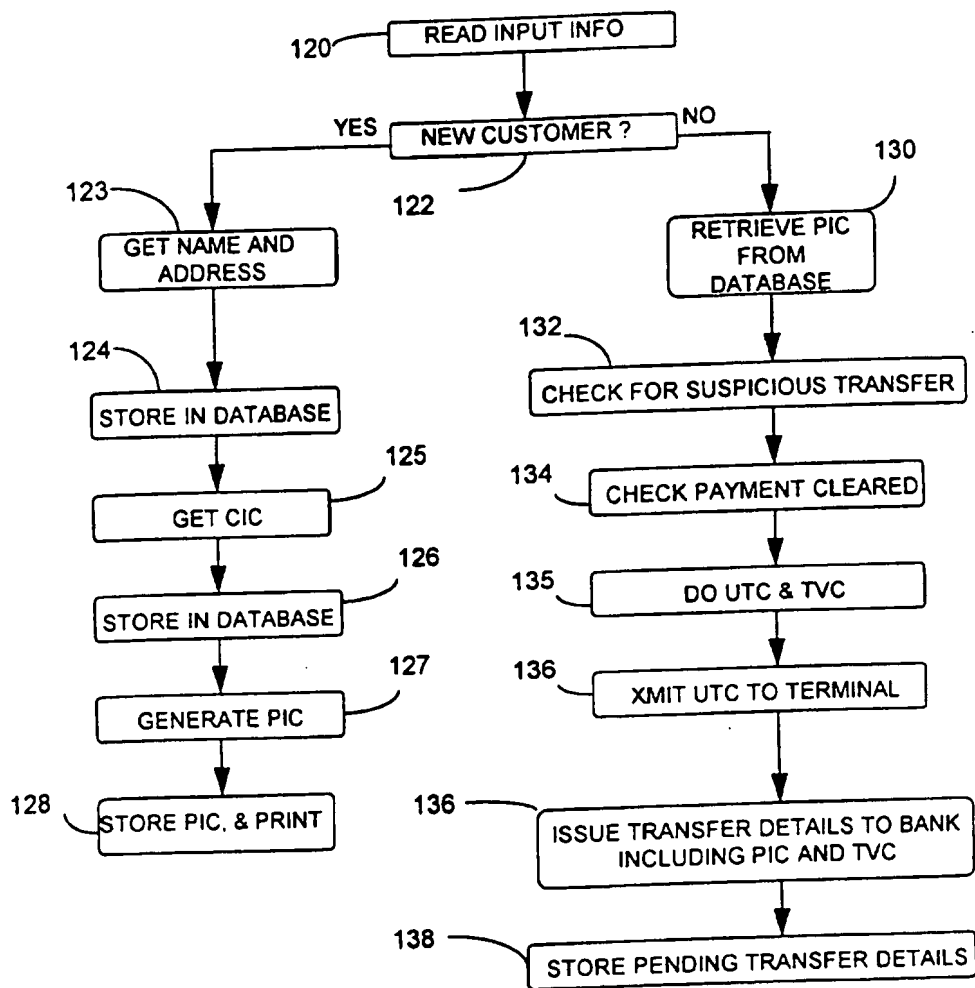 120
READ INPUT INFO
YES
NEW CUSTOMER ?
NO
122
123
GET NAME AND
ADDRESS
124
STORE IN DATABASE
125
GET CIC
126
STORE IN DATABASE
127
GENERATE PIC
128
STORE PIC, & PRINT
130
RETRIEVE PIC
FROM
DATABASE
132
CHECK FOR SUSPICIOUS TRANSFER
134
CHECK PAYMENT CLEARED
135
DO UTC & TVC
136
XMIT UTC TO TERMINAL
136
ISSUE TRANSFER DETAILS TO BANK
INCLUDING PIC AND TVC
138
STORE PENDING TRANSFER DETAILS